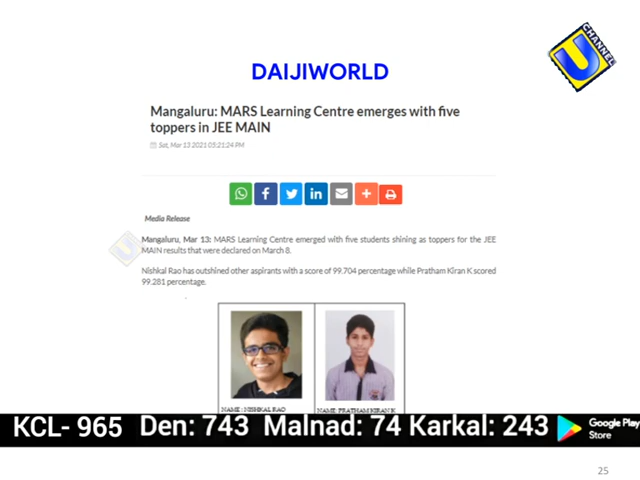 U CHANNEL
DAIJIWORLD
Mangaluru: MARS Learning Centre emerges with five
toppers in JEE MAIN
Sat, Mar 13 2021 03:21:24 PM
Media Release
Mangaluru, Mar 13: MARS Learning Centre emerged with five students shining as toppers for the JEE
MAIN results that were declared on March 8.
Nishkal Rao has outshined other aspirants with a score of 99.704 percentage while Pratham Kiran K scored
99.281 percentage.
NAME : NISHKAL RAO
NAME: PRATHAM KIRAN K
KCL- 965 Den: 743 Malnad: 74 Karkal: 243
Google Play
Store
25